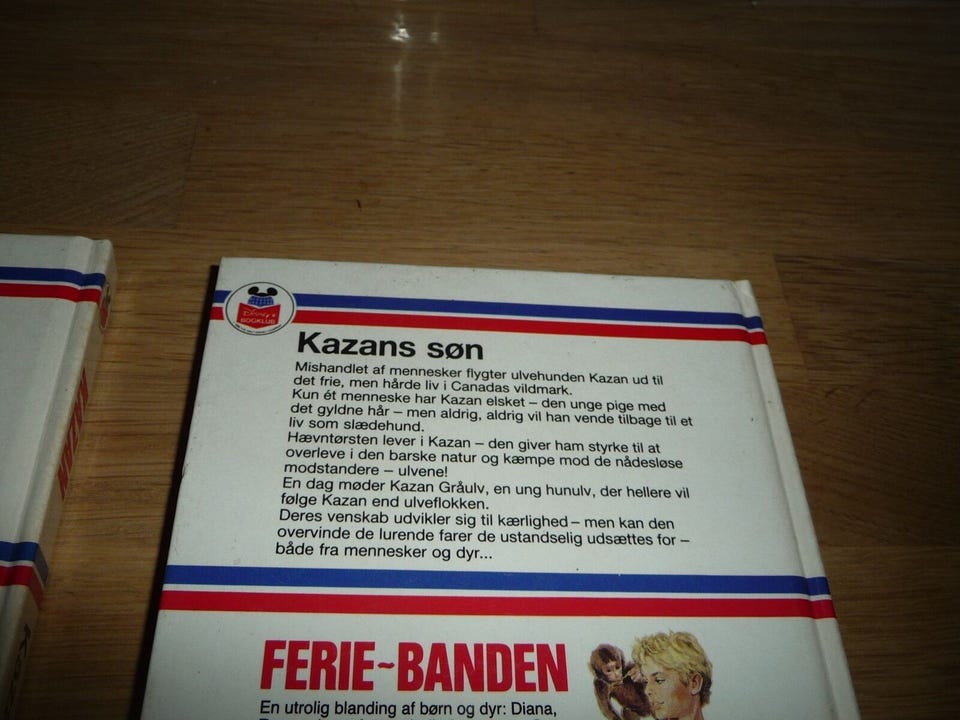 Disney's
BOGKLUB
Kazans søn
Mishandlet af mennesker flygter ulvehunden Kazan ud til
det frie, men hårde liv i Canadas vildmark.
Kun ét menneske har Kazan elsket – den unge pige med
det gyldne hår – men aldrig, aldrig vil han vende tilbage til et
liv som slædehund.
Hævntørsten lever i Kazan – den giver ham styrke til at
overleve i den barske natur og kæmpe mod de nådesløse
modstandere – ulvene!
En dag møder Kazan Gråulv, en ung hunulv, der hellere vil
følge Kazan end ulveflokken.
Deres venskab udvikler sig til kærlighed – men kan den
overvinde de lurende farer de ustandselig udsættes for –
både fra mennesker og dyr...
FERIE~BANDEN
En utrolig blanding af børn og dyr: Diana,